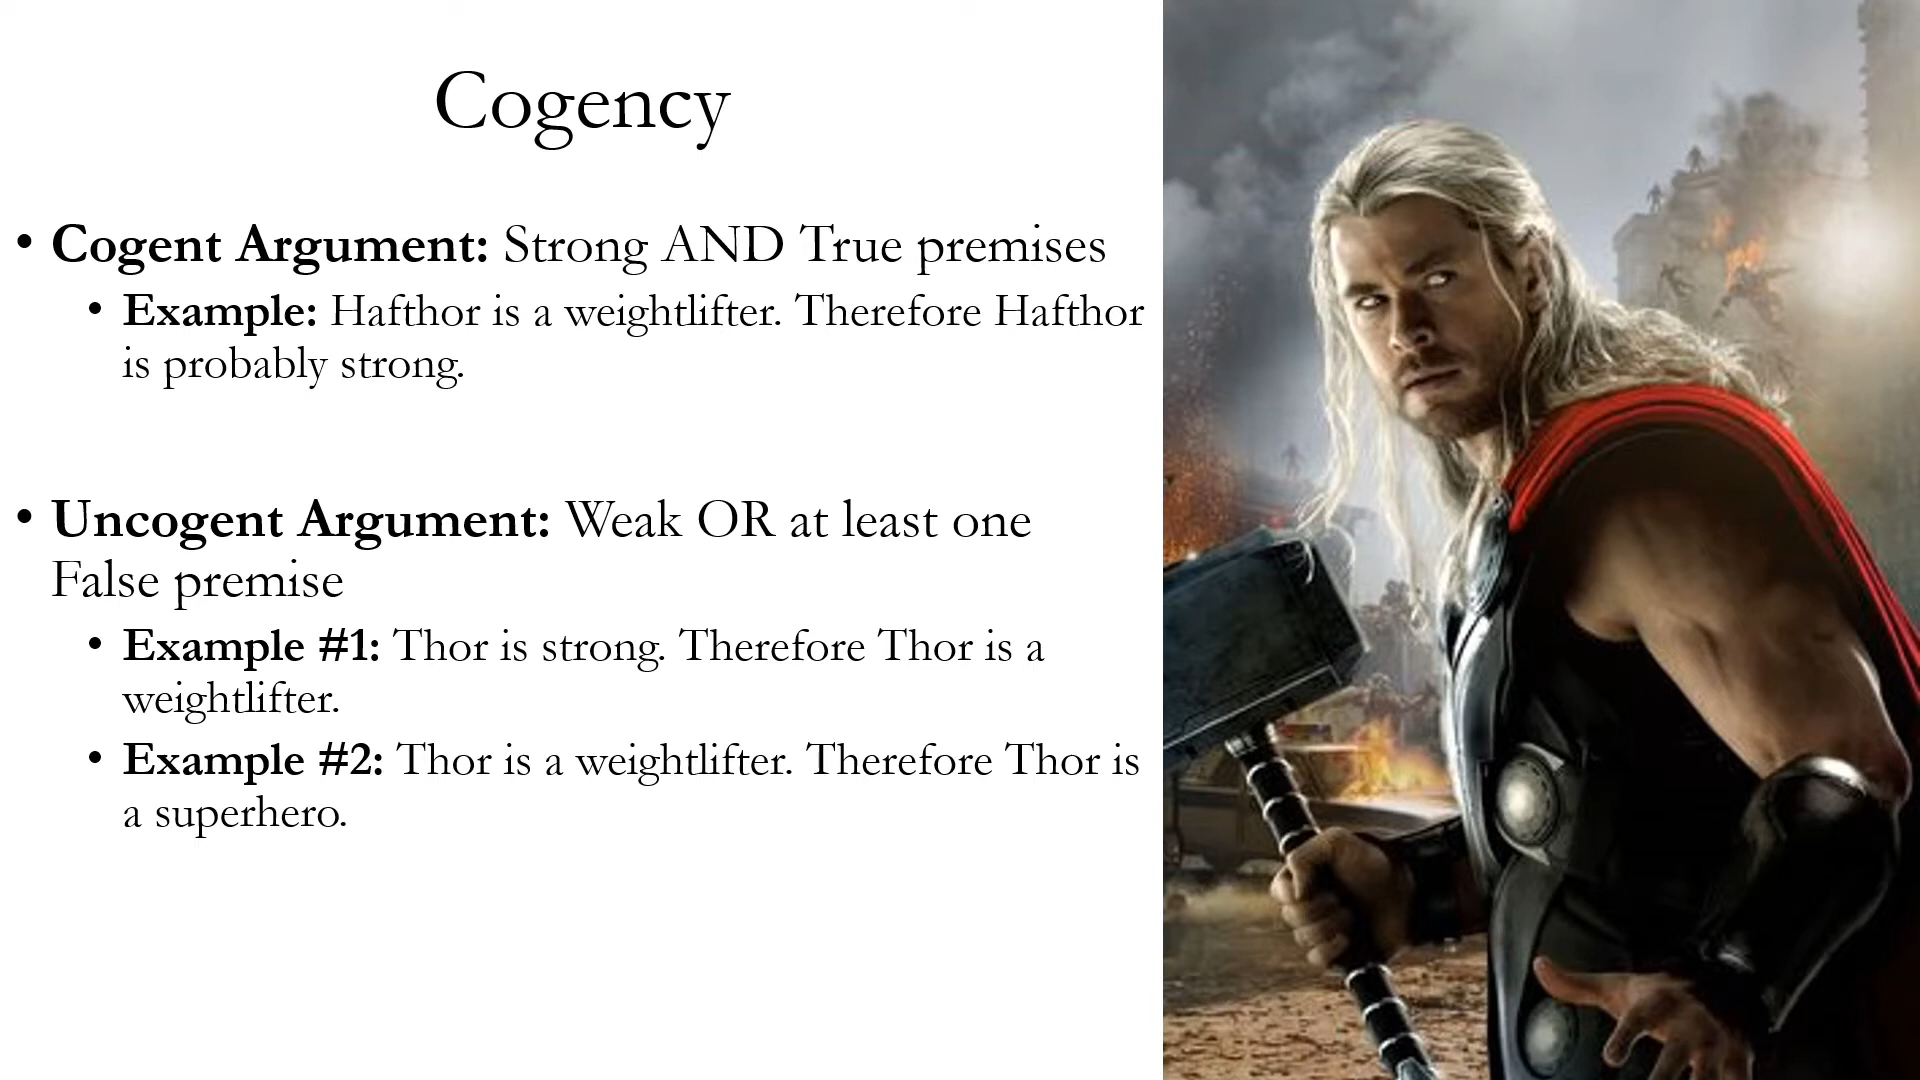 Cogency
• Cogent Argument: Strong AND True premises
• Example: Hafthor is a weightlifter. Therefore Hafthor
is probably strong.
• Uncogent Argument: Weak OR at least one
False premise
• Example #1: Thor is strong. Therefore Thor is a
weightlifter.
• Example #2: Thor is a weightlifter. Therefore Thor is
a superhero.